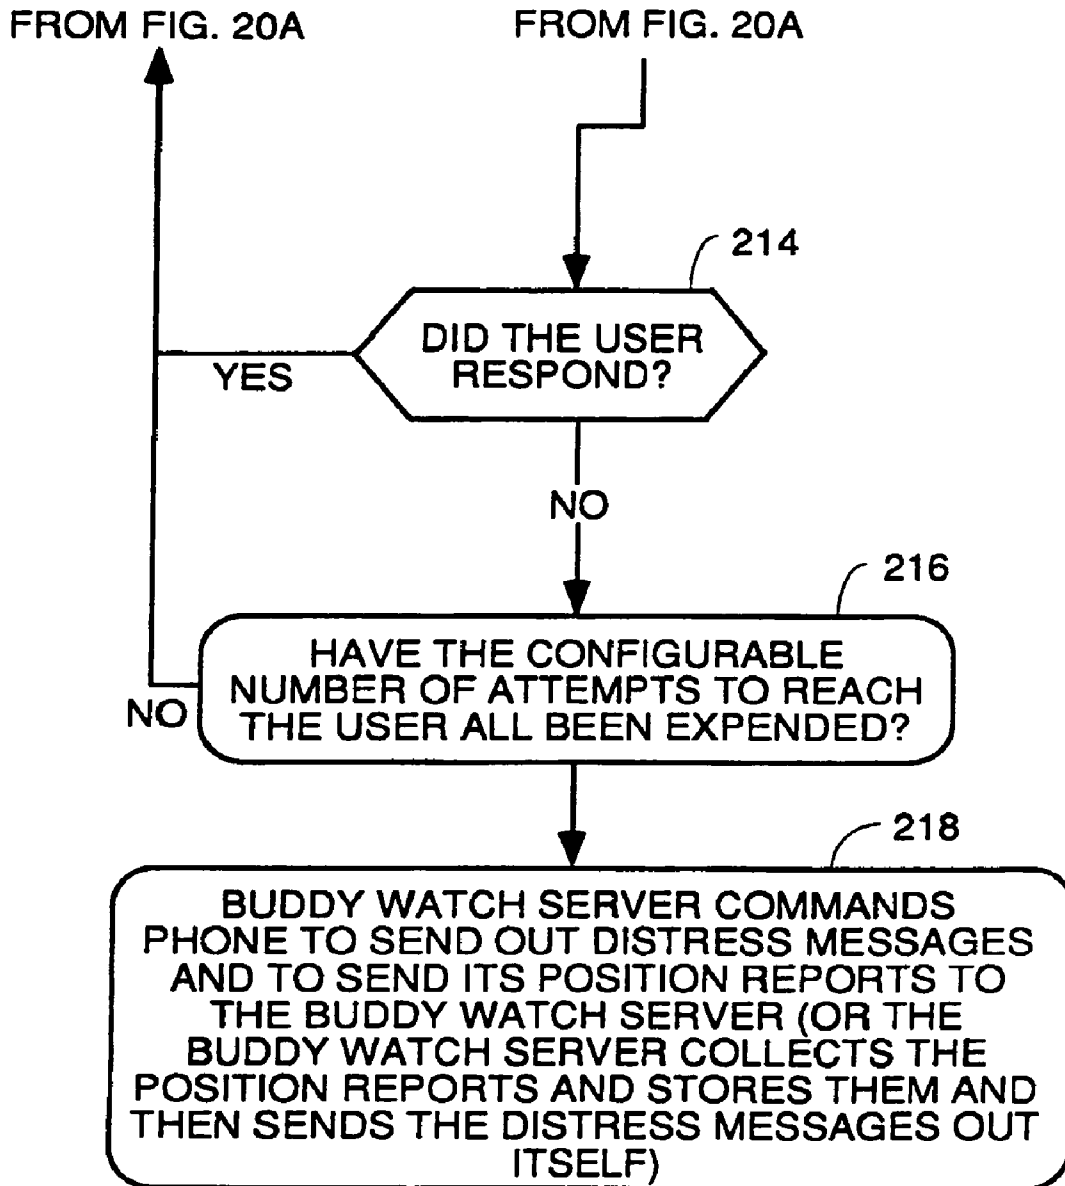 FROM FIG. 20A
FROM FIG. 20A
214
DID THE USER
RESPOND?
YES
NO
216
HAVE THE CONFIGURABLE
NUMBER OF ATTEMPTS TO REACH
THE USER ALL BEEN EXPENDED?
NO
218
BUDDY WATCH SERVER COMMANDS
PHONE TO SEND OUT DISTRESS MESSAGES
AND TO SEND ITS POSITION REPORTS TO
THE BUDDY WATCH SERVER (OR THE
BUDDY WATCH SERVER COLLECTS THE
POSITION REPORTS AND STORES THEM AND
THEN SENDS THE DISTRESS MESSAGES OUT
ITSELF)